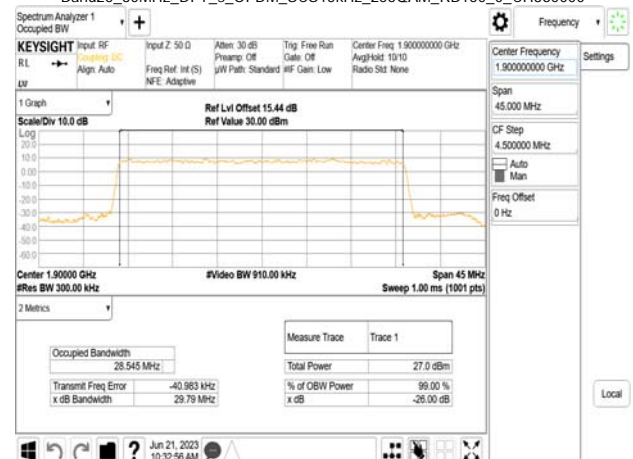 Spectrum Analyzer 1
Occupied BW
Frequency
KEYSIGHT Input: RF
Input Z: 50 Ω
Atten: 30 dB
Trig: Free Run
Center Freq: 1.900000000 GHz
RL
Coupling: DC
Preamp: Off
Gate: Off
Avg|Hold: 10/10
Align: Auto
Freq Ref: Int (S)
µW Path: Standard
#IF Gain: Low
Radio Std: None
NFE: Adaptive
Center Frequency
1.900000000 GHz
Settings
Span
45.000 MHz
CF Step
4.500000 MHz
Auto
Man
Freq Offset
0 Hz
1 Graph
Ref Lvl Offset 15.44 dB
Scale/Div 10.0 dB
Ref Value 30.00 dBm
Log
20.0
10.0
0.00
-10.0
-20.0
-30.0
-40.0
-50.0
-60.0
Center 1.90000 GHz
#Video BW 910.00 kHz
Span 45 MHz
#Res BW 300.00 kHz
Sweep 1.00 ms (1001 pts)
2 Metrics
Measure Trace
Trace 1
Occupied Bandwidth
28.545 MHz
Total Power
27.0 dBm
Transmit Freq Error
-40.983 kHz
% of OBW Power
99.00 %
x dB Bandwidth
29.79 MHz
x dB
-26.00 dB
Local
Jun 21, 2023
10:32:56 AM